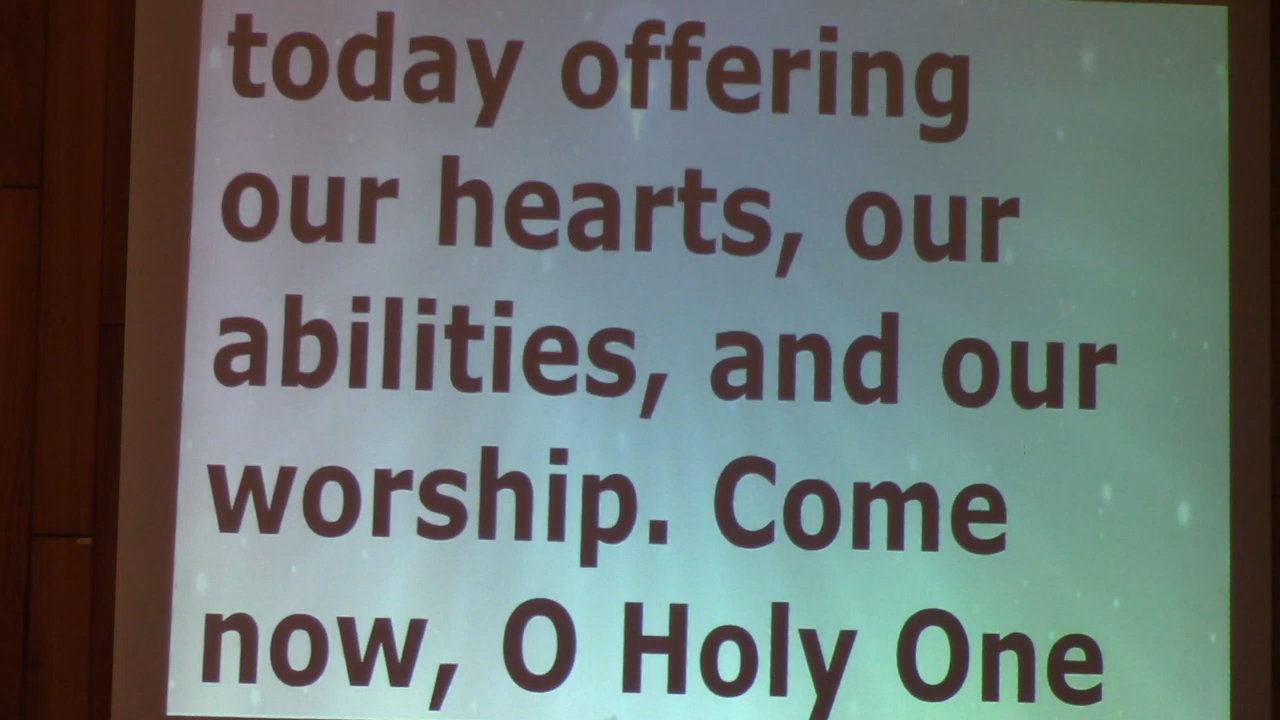 today offering
our hearts, our
abilities, and our
worship. Come
now, O Holy One